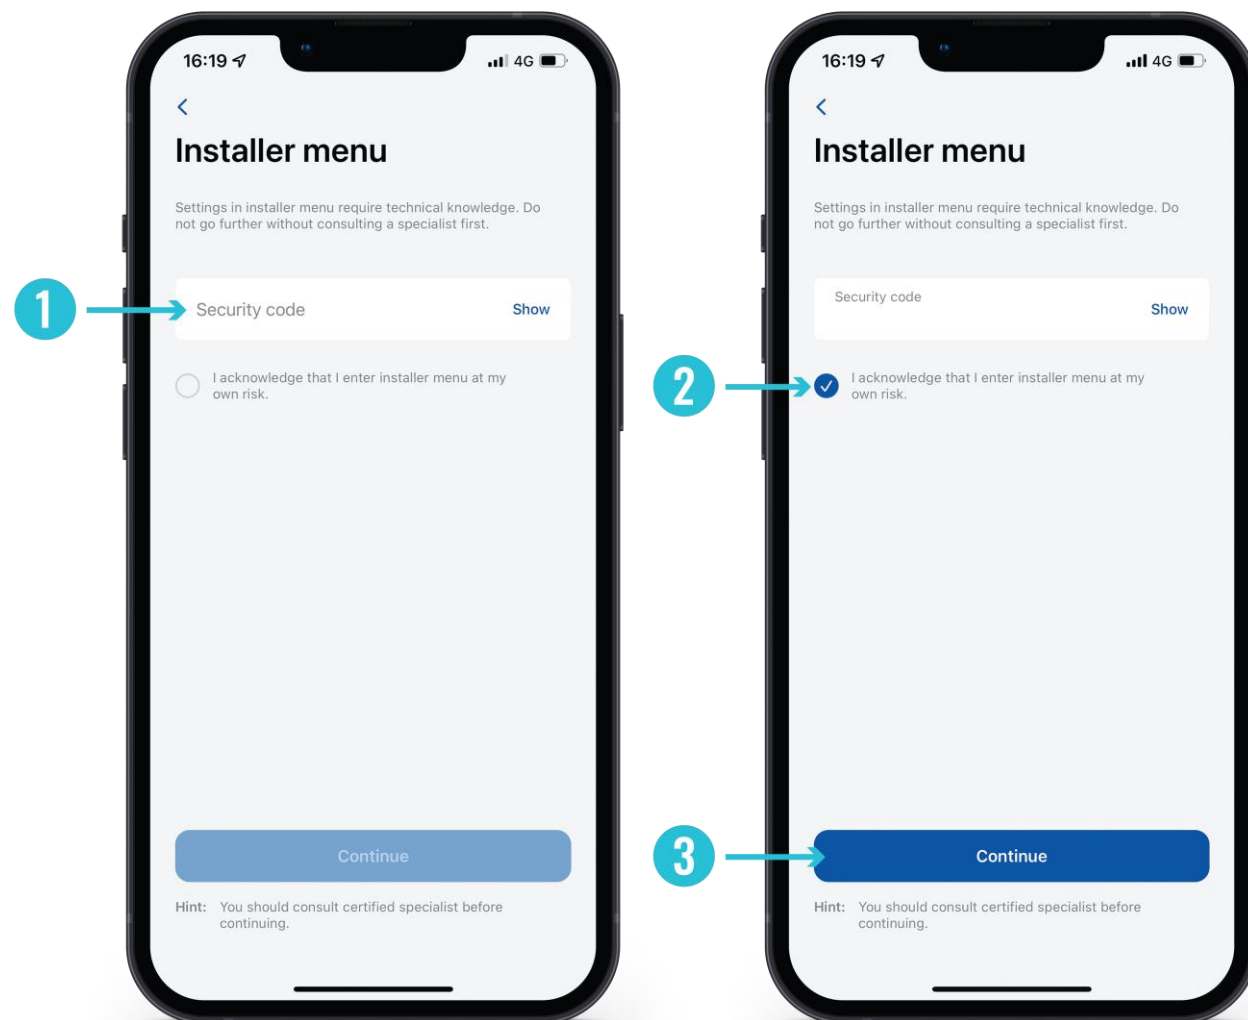 16:19
4G
Installer menu
Settings in installer menu require technical knowledge. Do
not go further without consulting a specialist first.
1
Security code
Show
I acknowledge that I enter installer menu at my
own risk.
Continue
Hint: You should consult certified specialist before
continuing.
16:19
4G
Installer menu
Settings in installer menu require technical knowledge. Do
not go further without consulting a specialist first.
Security code
Show
2
I acknowledge that I enter installer menu at my
own risk.
3
Continue
Hint: You should consult certified specialist before
continuing.